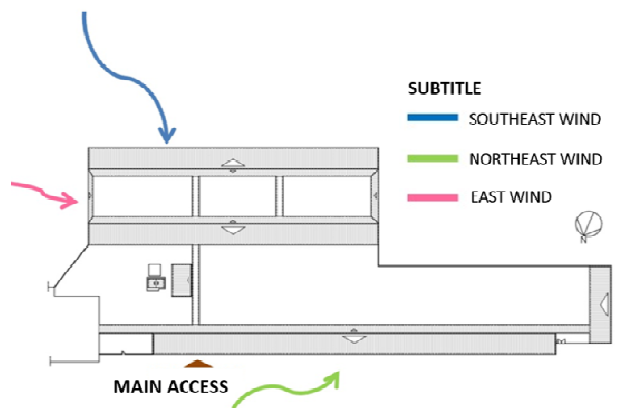 SUBTITLE
SOUTHEAST WIND
NORTHEAST WIND
EAST WIND
N
MAIN ACCESS